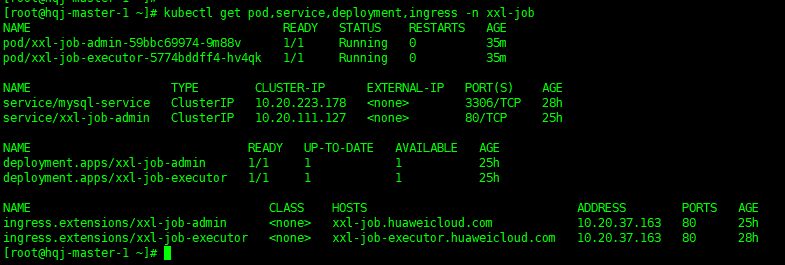 [root@hqj-master-1 ~]# kubectl get pod,service,deployment,ingress -n xxl-job
NAME READY STATUS RESTARTS AGE
pod/xxl-job-admin-59bbc69974-9m88v 1/1 Running 0 35m
pod/xxl-job-executor-5774bddff4-hv4qk 1/1 Running 0 35m
NAME TYPE CLUSTER-IP EXTERNAL-IP PORT(S) AGE
service/mysql-service ClusterIP 10.20.223.178 <none> 3306/TCP 28h
service/xxl-job-admin ClusterIP 10.20.111.127 <none> 80/TCP 25h
NAME READY UP-TO-DATE AVAILABLE AGE
deployment.apps/xxl-job-admin 1/1 1 1 25h
deployment.apps/xxl-job-executor 1/1 1 1 25h
NAME CLASS HOSTS ADDRESS PORTS AGE
ingress.extensions/xxl-job-admin <none> xxl-job.huaweicloud.com 10.20.37.163 80 25h
ingress.extensions/xxl-job-executor <none> xxl-job-executor.huaweicloud.com 10.20.37.163 80 28h
[root@hqj-master-1 ~]#